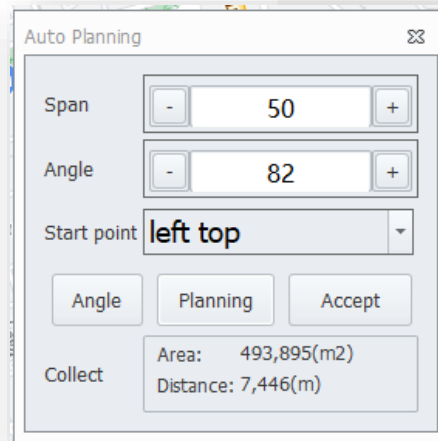 Auto Planning
Span - 50 +
Angle - 82 +
Start point left top
Angle Planning Accept
Collect
Area: 493,895(m2)
Distance: 7,446(m)